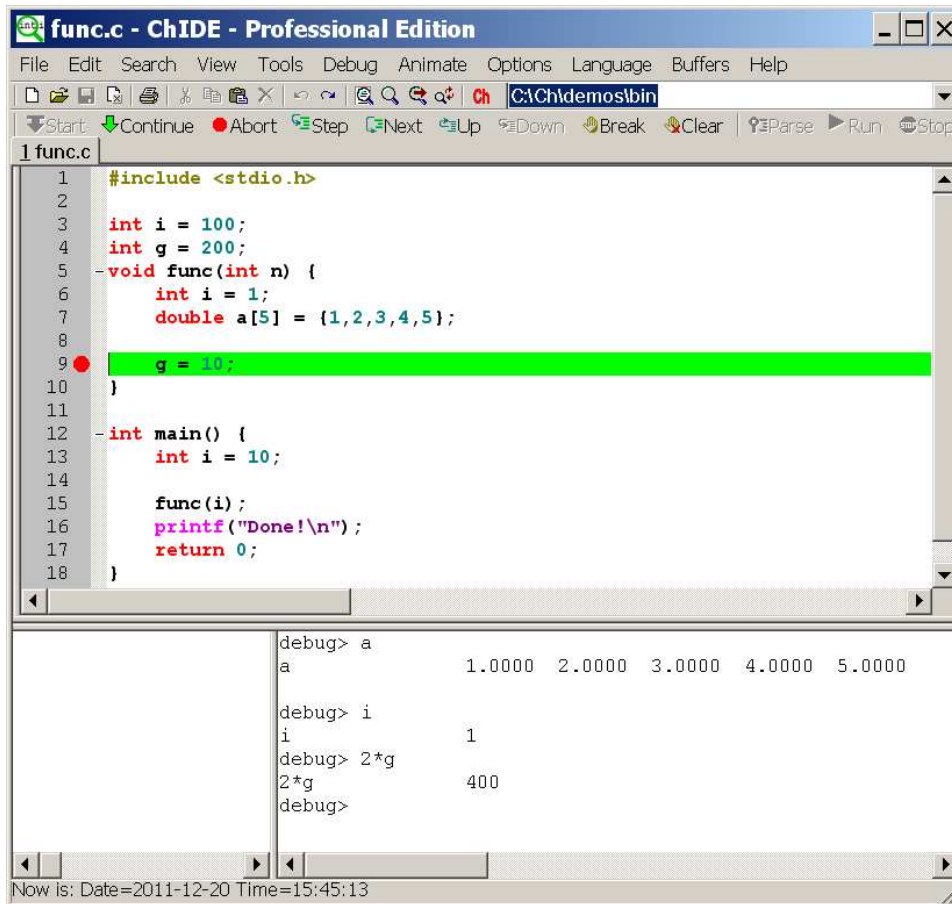 func.c - ChIDE - Professional Edition
File Edit Search View Tools Debug Animate Options Language Buffers Help
Ch C:\Ch\demos\bin
Start Continue Abort Step Next Up Down Break Clear Parse Run Stop
1 func.c
1 #include <stdio.h>
2
3 int i = 100;
4 int g = 200;
5 void func(int n) {
6 int i = 1;
7 double a[5] = {1,2,3,4,5};
8
9 g = 10;
10 }
11
12 int main() {
13 int i = 10;
14
15 func(i);
16 printf("Done!\n");
17 return 0;
18 }
debug> a
a 1.0000 2.0000 3.0000 4.0000 5.0000
debug> i
i 1
debug> 2*g
2*g 400
debug>
Now is: Date=2011-12-20 Time=15:45:13